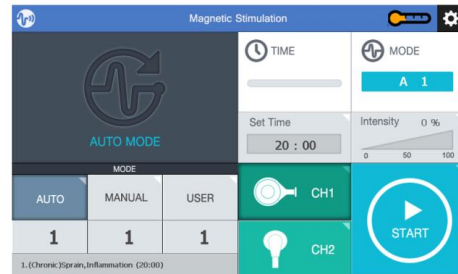 Magnetic Stimulation
AUTO MODE
TIME
MODE
A 1
Set Time
20 : 00
Intensity 0 %
0 50 100
MODE
AUTO MANUAL USER
1 1 1
1.(Chronic)Sprain,Inflammation (20:00)
CH1
CH2
START